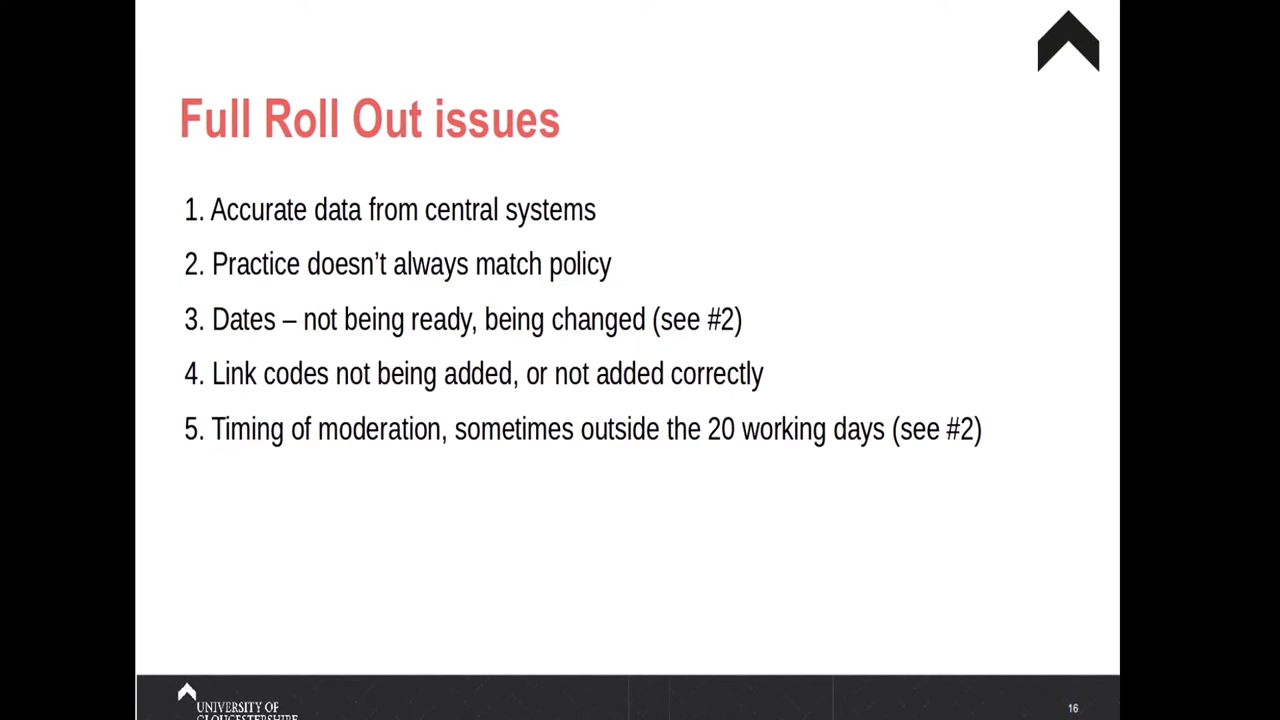 Full Roll Out issues
1. Accurate data from central systems
2. Practice doesn’t always match policy
3. Dates – not being ready, being changed (see #2)
4. Link codes not being added, or not added correctly
5. Timing of moderation, sometimes outside the 20 working days (see #2)
UNIVERSITY OF
GLOUCESTERSHIRE
16